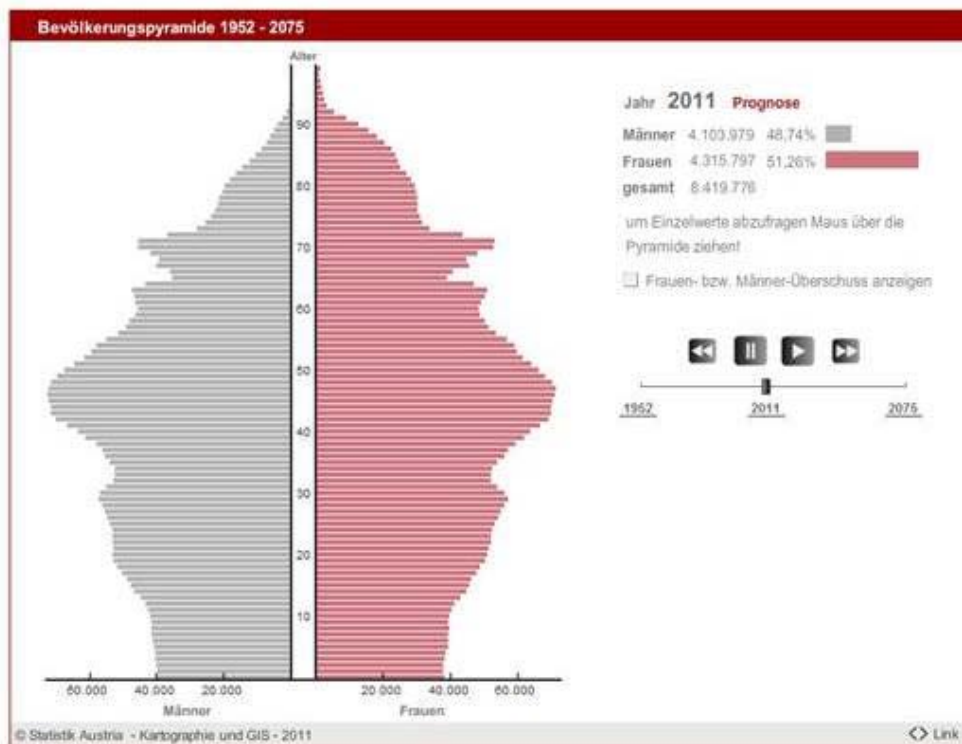 Bevölkerungspyramide 1952 - 2075
Alter
90
80
70
60
50
40
30
20
10
60.000 40.000 20.000
20.000 40.000 60.000
Männer
Frauen
Jahr 2011 Prognose
Männer 4.103.979 48,74%
Frauen 4.315.797 51,26%
gesamt 8.419.776
um Einzelwerte abzufragen Maus über die
Pyramide ziehen!
Frauen- bzw. Männer-Überschuss anzeigen
1952 2011 2075
© Statistik Austria - Kartographie und GIS - 2011
<> Link